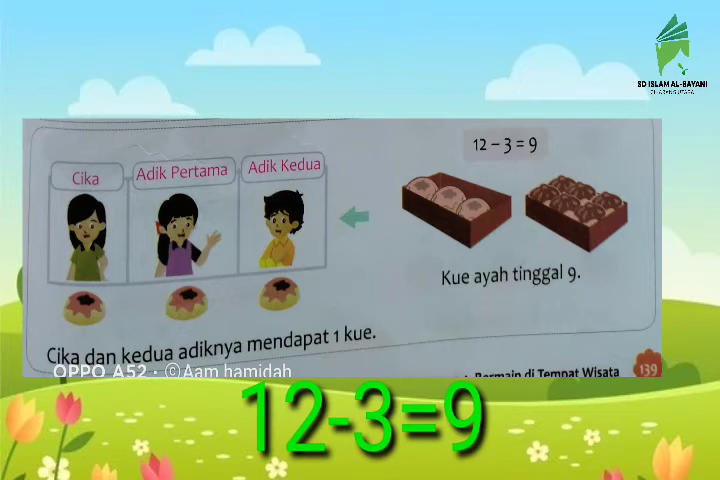 SD ISLAM AL-BAYANI
12 – 3 = 9
Cika
Adik Pertama
Adik Kedua
Kue ayah tinggal 9.
Cika dan kedua adiknya mendapat 1 kue.
Bermain di Tempat Wisata
139
OPPO A52 · ©Aam hamidah
12-3=9